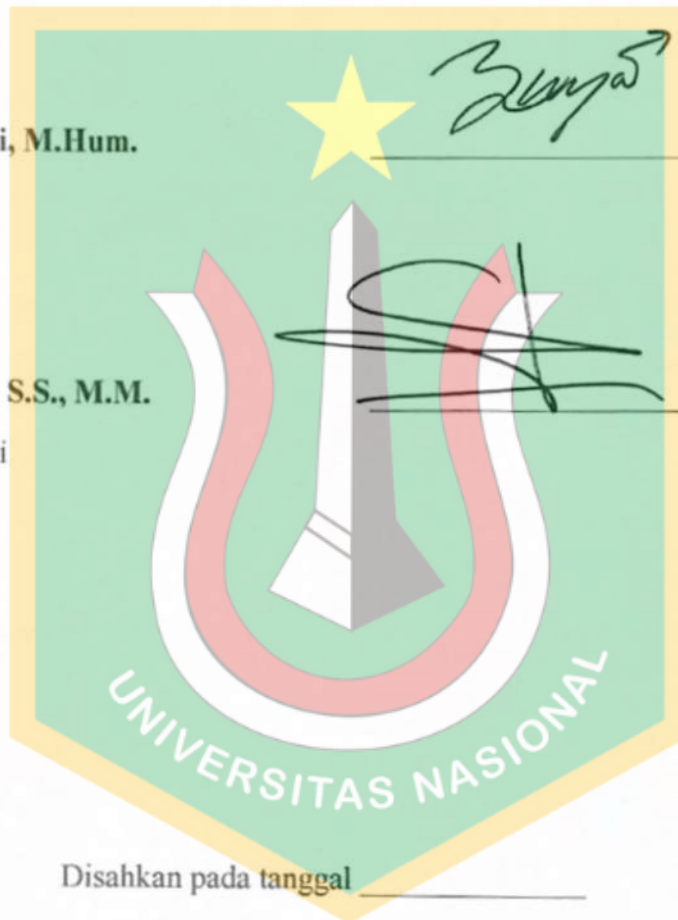 i, M.Hum.
S.S., M.M.
i
UNIVERSITAS NASIONAL
Disahkan pada tanggal